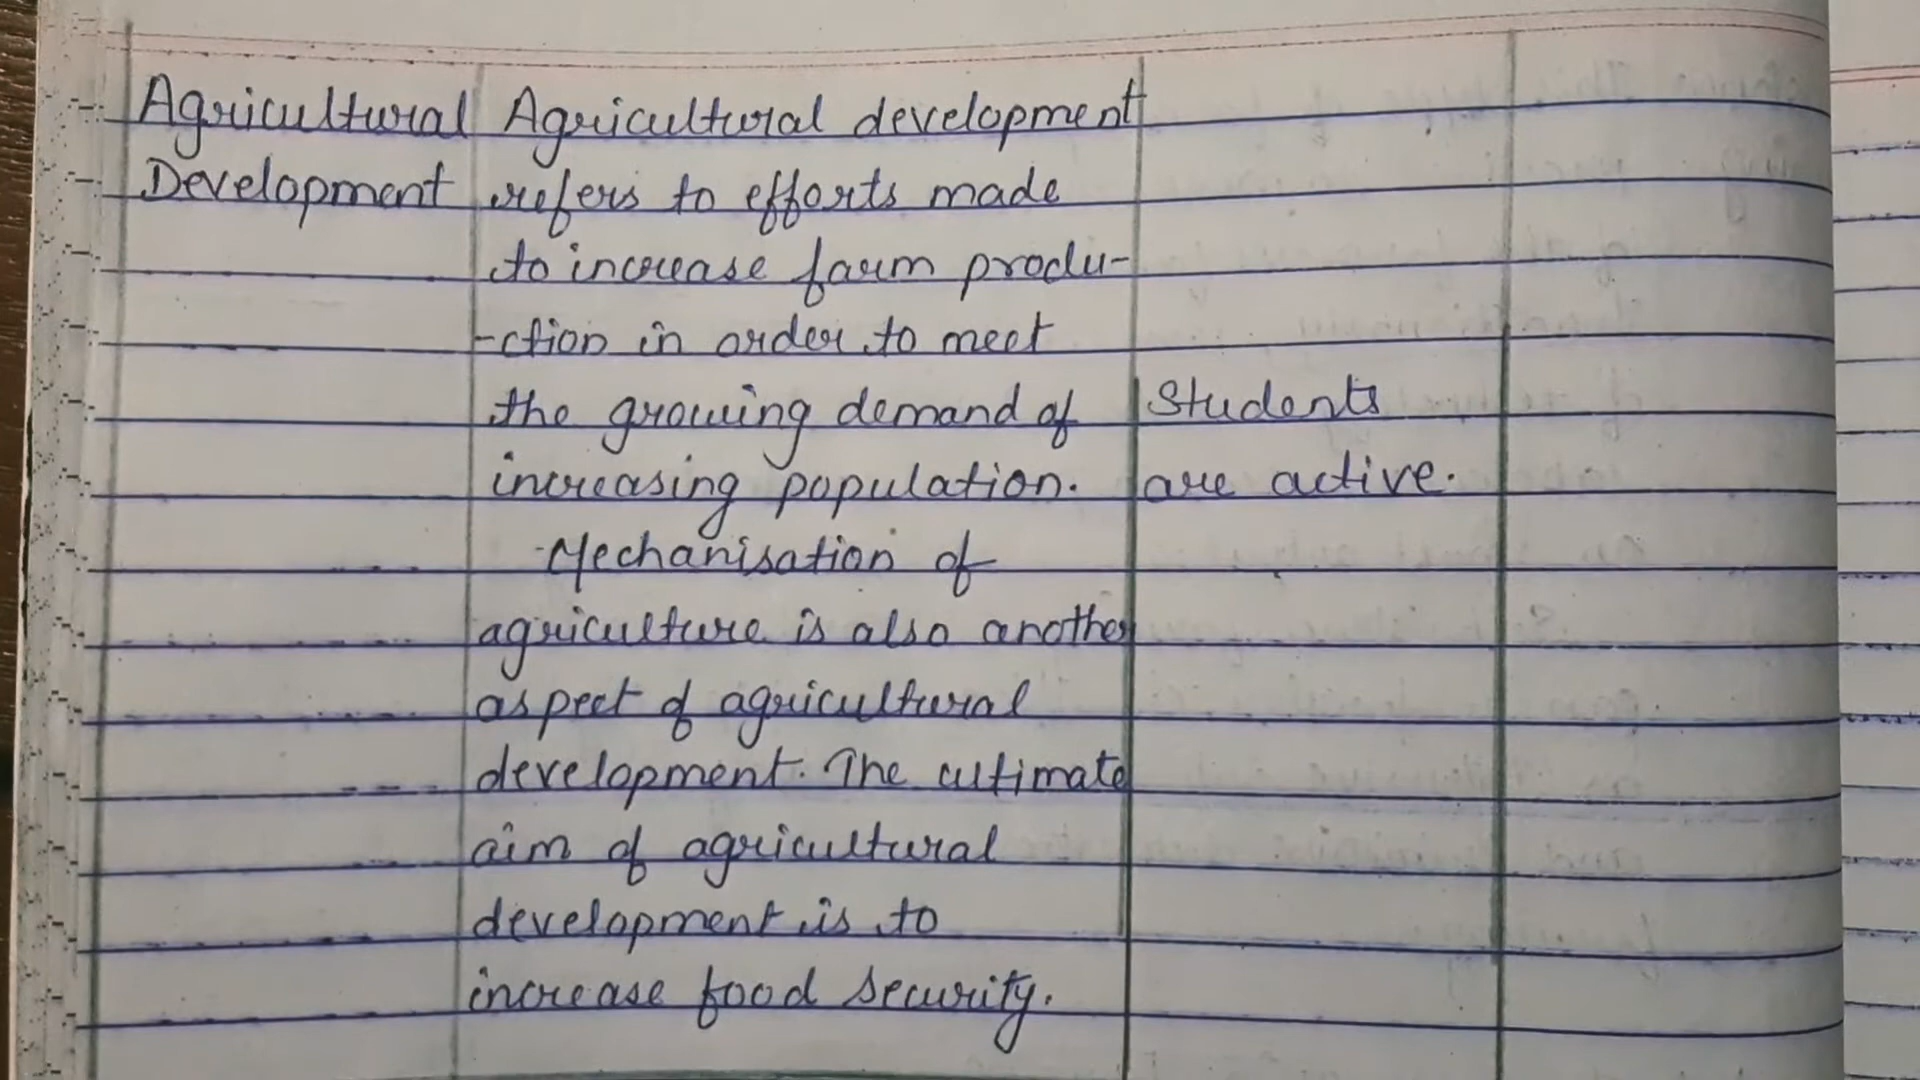 Agricultural
Development
Agricultural development
refers to efforts made
to increase farm produ-
-ction in order to meet
the growing demand of
increasing population.
Mechanisation of
agriculture is also another
aspect of agricultural
development. The ultimate
aim of agricultural
development is to
increase food security.
Students
are active.